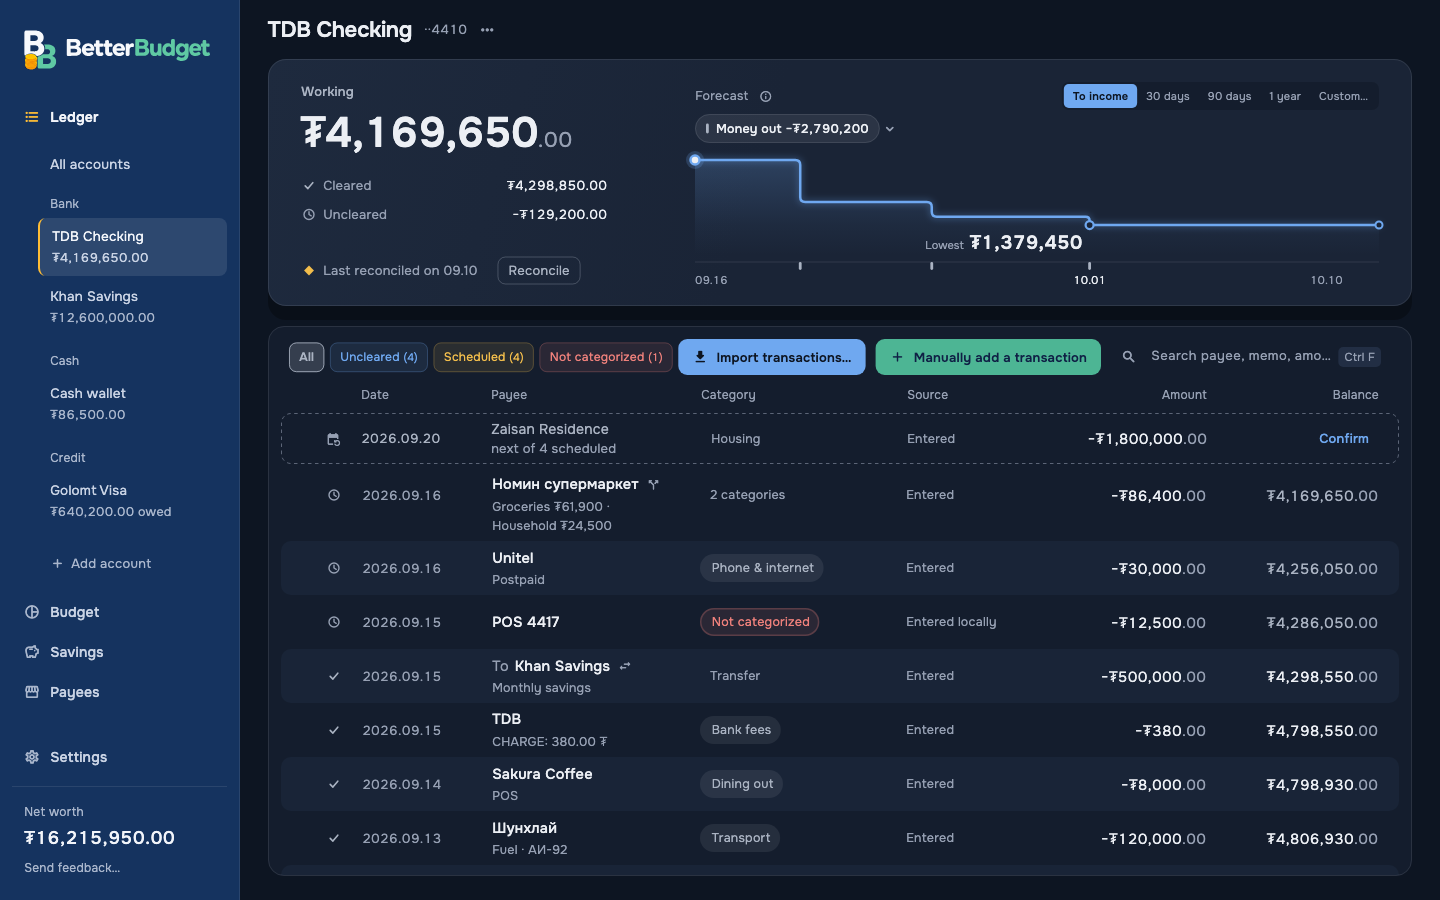 BetterBudget
Ledger
All accounts
Bank
TDB Checking
₮4,169,650.00
Khan Savings
₮12,600,000.00
Cash
Cash wallet
₮86,500.00
Credit
Golomt Visa
₮640,200.00 owed
+ Add account
Budget
Savings
Payees
Settings
Net worth
₮16,215,950.00
Send feedback...
TDB Checking ··4410 •••
Working
₮4,169,650.00
Cleared ₮4,298,850.00
Uncleared -₮129,200.00
Last reconciled on 09.10 Reconcile
Forecast
To income 30 days 90 days 1 year Custom...
Money out -₮2,790,200
Lowest ₮1,379,450
09.16 10.01 10.10
All Uncleared (4) Scheduled (4) Not categorized (1) Import transactions... + Manually add a transaction Search payee, memo, amo... Ctrl F
Date Payee Category Source Amount Balance
2026.09.20 Zaisan Residence Housing Entered -₮1,800,000.00 Confirm
next of 4 scheduled
2026.09.16 Номин супермаркет 2 categories Entered -₮86,400.00 ₮4,169,650.00
Groceries ₮61,900 ·
Household ₮24,500
2026.09.16 Unitel Phone & internet Entered -₮30,000.00 ₮4,256,050.00
Postpaid
2026.09.15 POS 4417 Not categorized Entered locally -₮12,500.00 ₮4,286,050.00
2026.09.15 To Khan Savings Transfer Entered -₮500,000.00 ₮4,298,550.00
Monthly savings
2026.09.15 TDB Bank fees Entered -₮380.00 ₮4,798,550.00
CHARGE: 380.00 ₮
2026.09.14 Sakura Coffee Dining out Entered -₮8,000.00 ₮4,798,930.00
POS
2026.09.13 Шунхлай Transport Entered -₮120,000.00 ₮4,806,930.00
Fuel · АИ-92